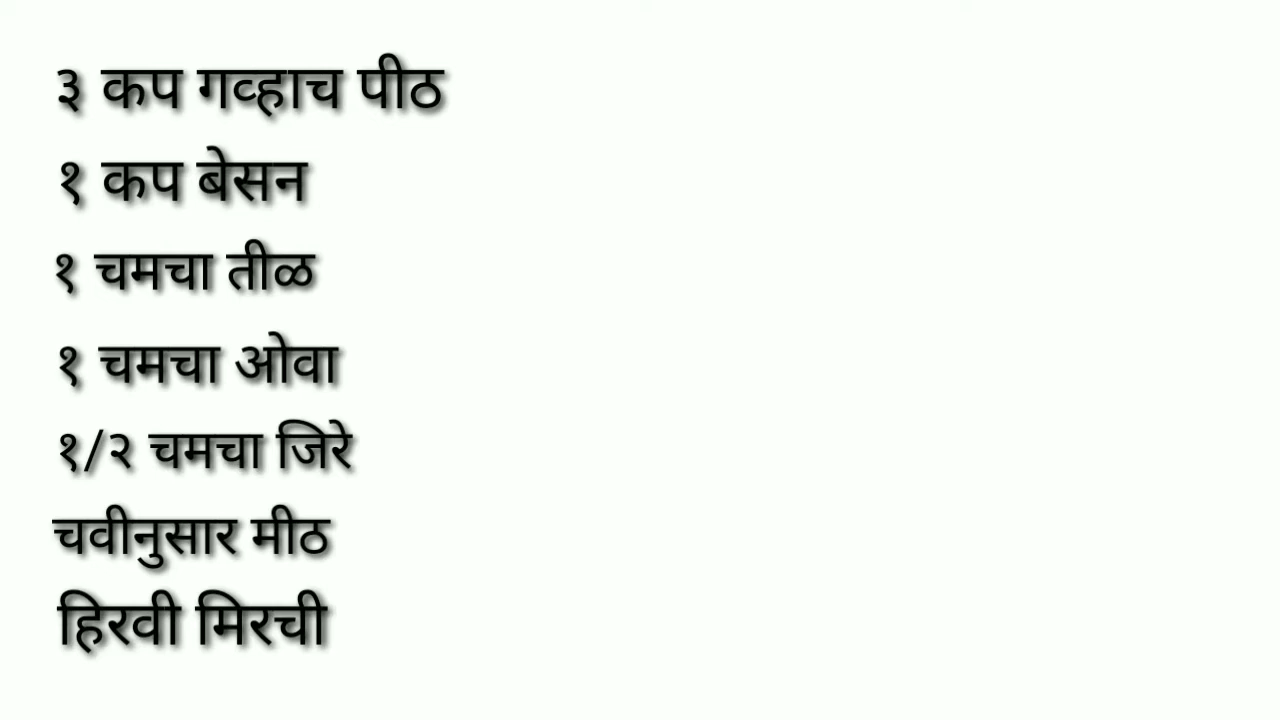 ३ कप गव्हाच पीठ
१ कप बेसन
१ चमचा तीळ
१ चमचा ओवा
१/२ चमचा जिरे
चवीनुसार मीठ
हिरवी मिरची